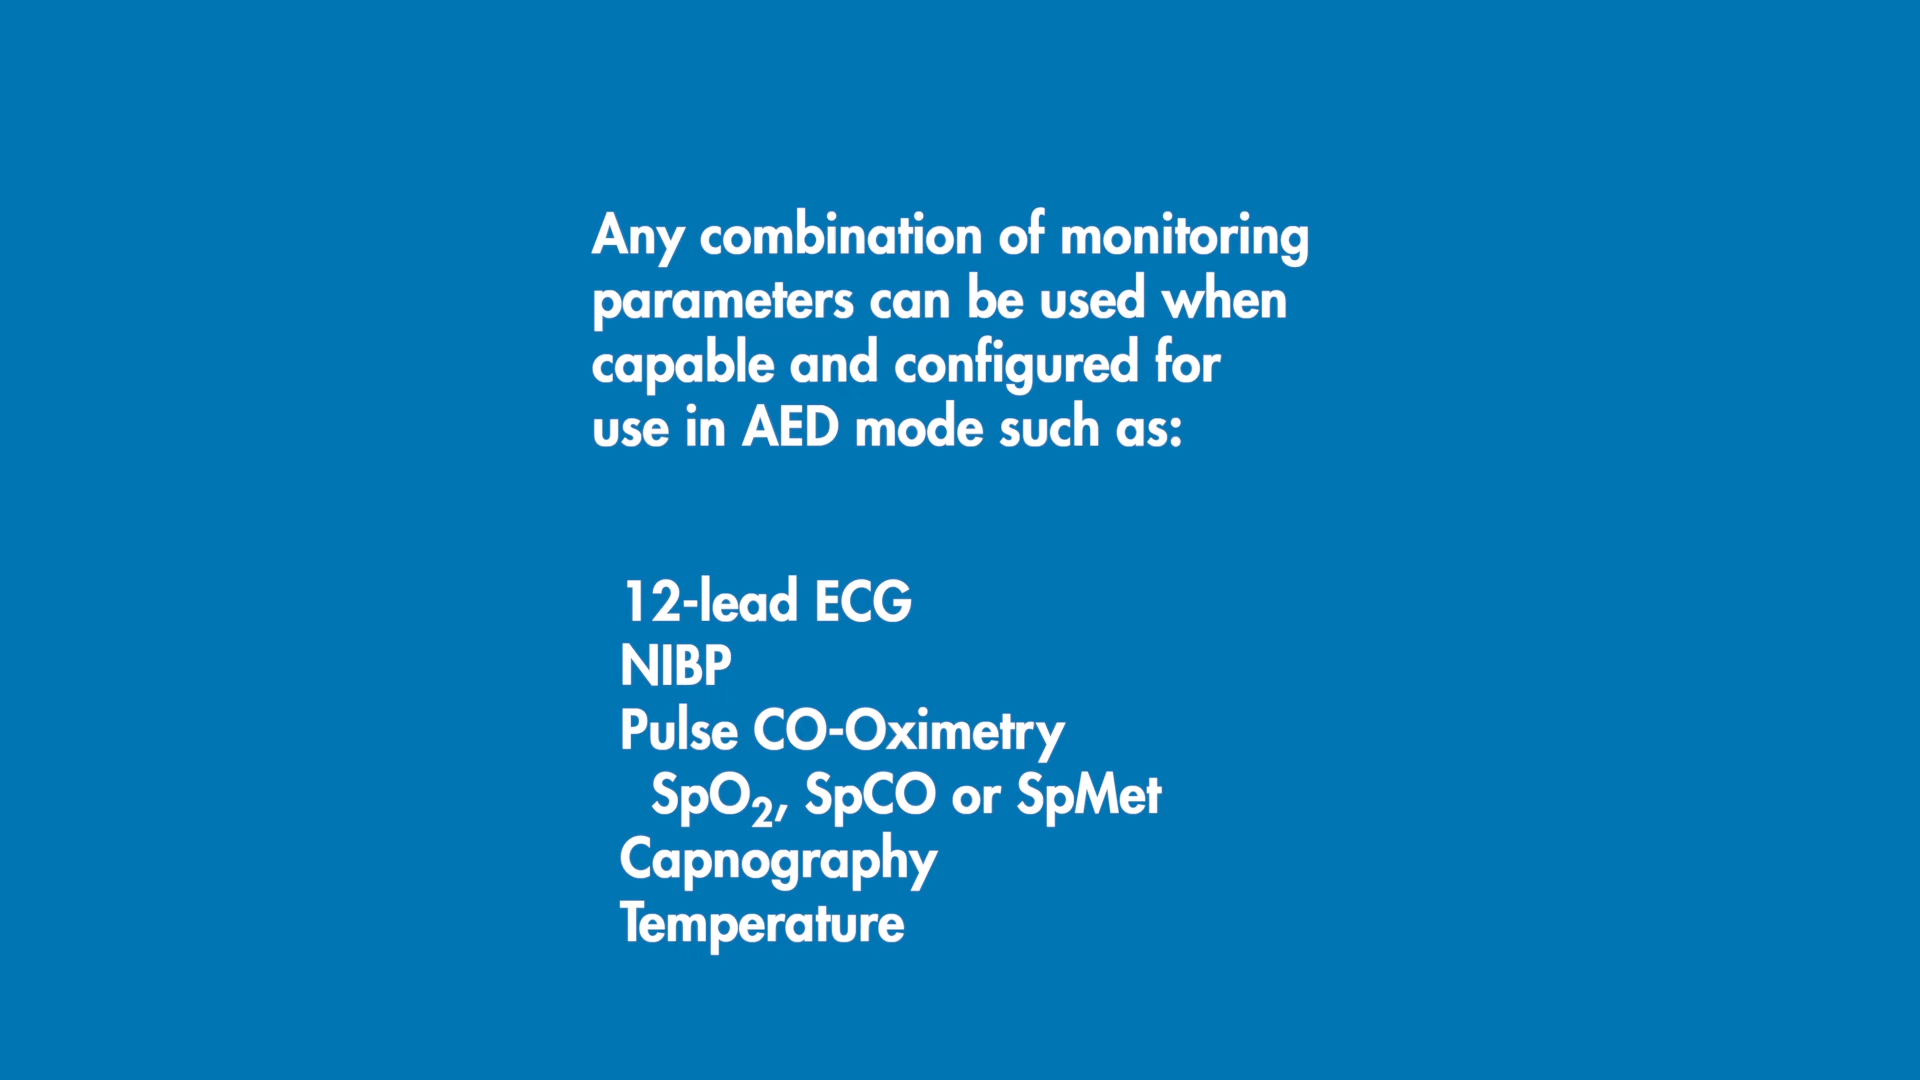 Any combination of monitoring
parameters can be used when
capable and configured for
use in AED mode such as:
12-lead ECG
NIBP
Pulse CO-Oximetry
SpO₂, SpCO or SpMet
Capnography
Temperature